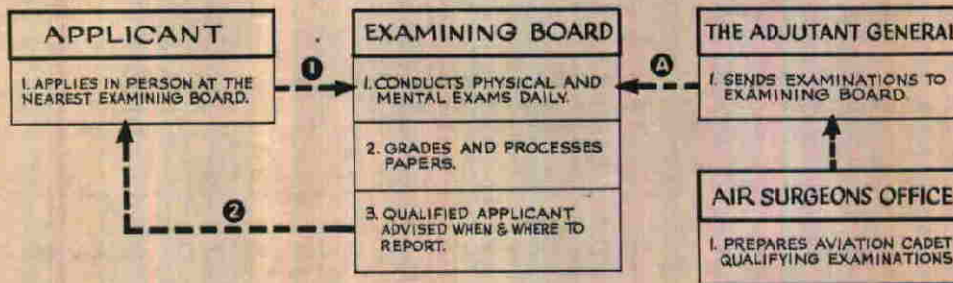 APPLICANT
1. APPLIES IN PERSON AT THE
NEAREST EXAMINING BOARD.
1
2
EXAMINING BOARD
1. CONDUCTS PHYSICAL AND
MENTAL EXAMS DAILY.
2. GRADES AND PROCESSES
PAPERS.
3. QUALIFIED APPLICANT
ADVISED WHEN & WHERE TO
REPORT.
A
THE ADJUTANT GENERAL
1. SENDS EXAMINATIONS TO
EXAMINING BOARD
AIR SURGEONS OFFICE
1. PREPARES AVIATION CADET
QUALIFYING EXAMINATIONS